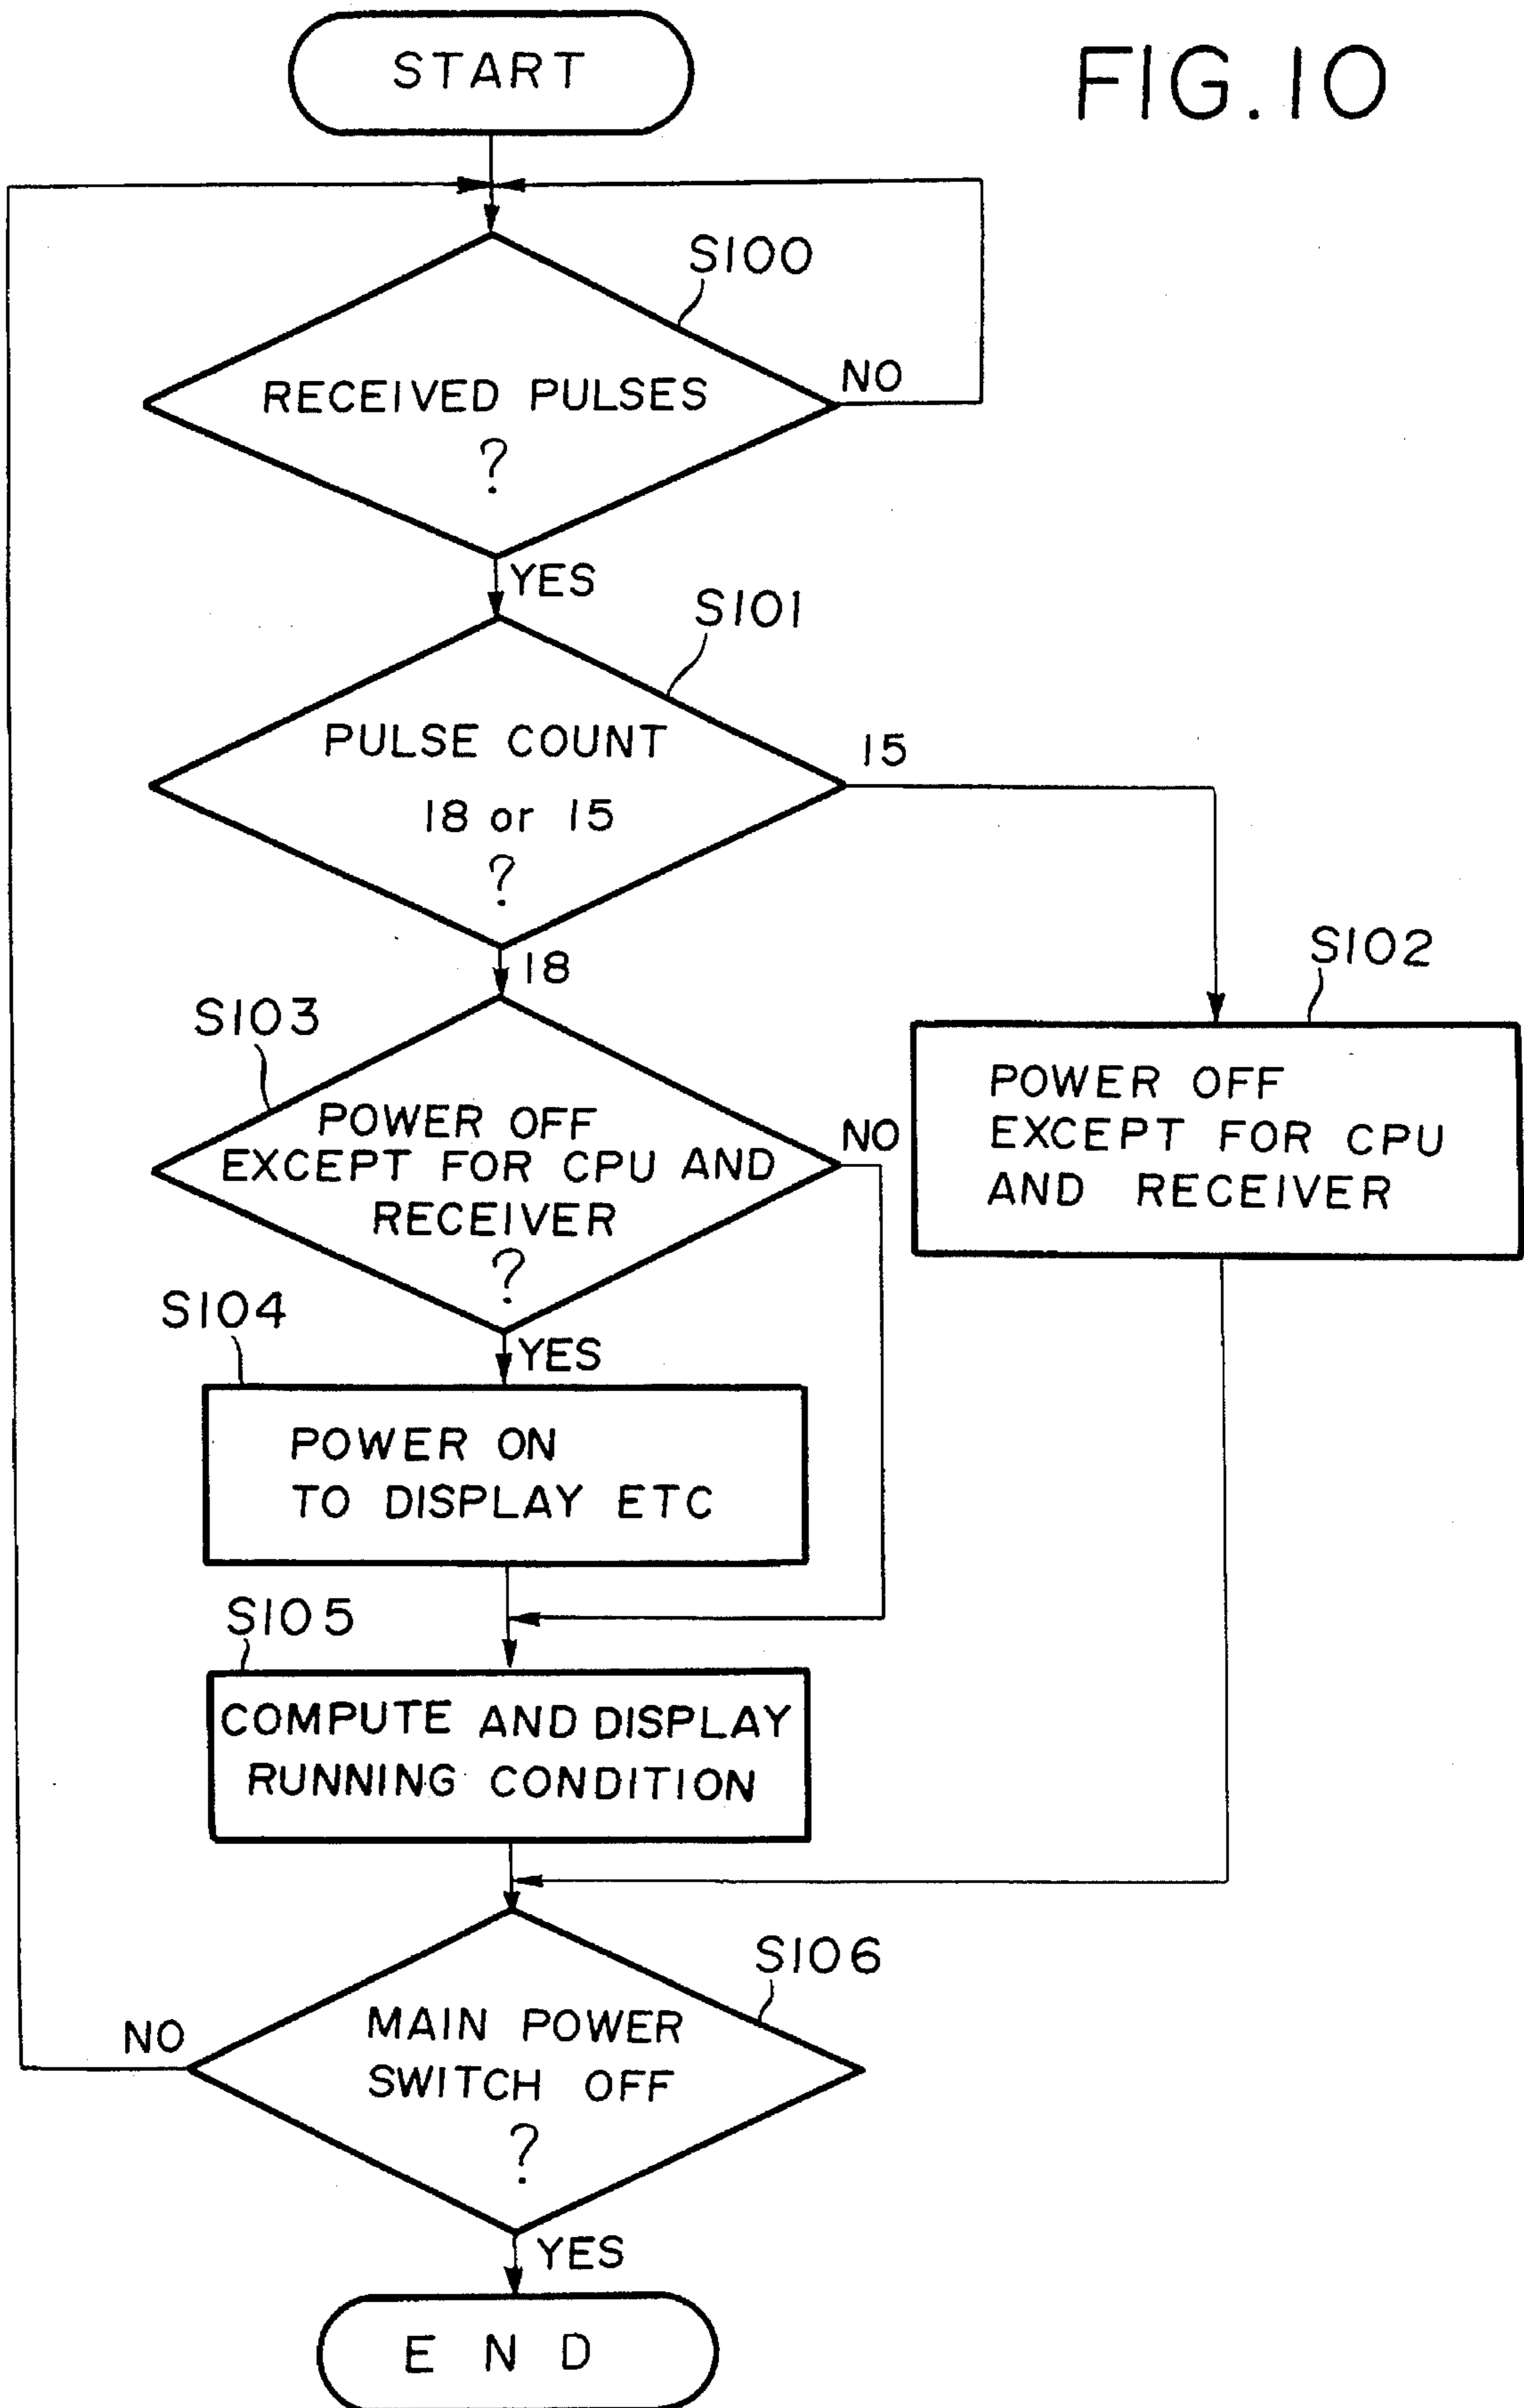 START
FIG.10
S100
RECEIVED PULSES
?
NO
YES
S101
PULSE COUNT
18 or 15
?
15
18
S102
POWER OFF
EXCEPT FOR CPU
AND RECEIVER
S103
POWER OFF
EXCEPT FOR CPU AND
RECEIVER
?
NO
YES
S104
POWER ON
TO DISPLAY ETC
S105
COMPUTE AND DISPLAY
RUNNING CONDITION
S106
MAIN POWER
SWITCH OFF
?
NO
YES
END